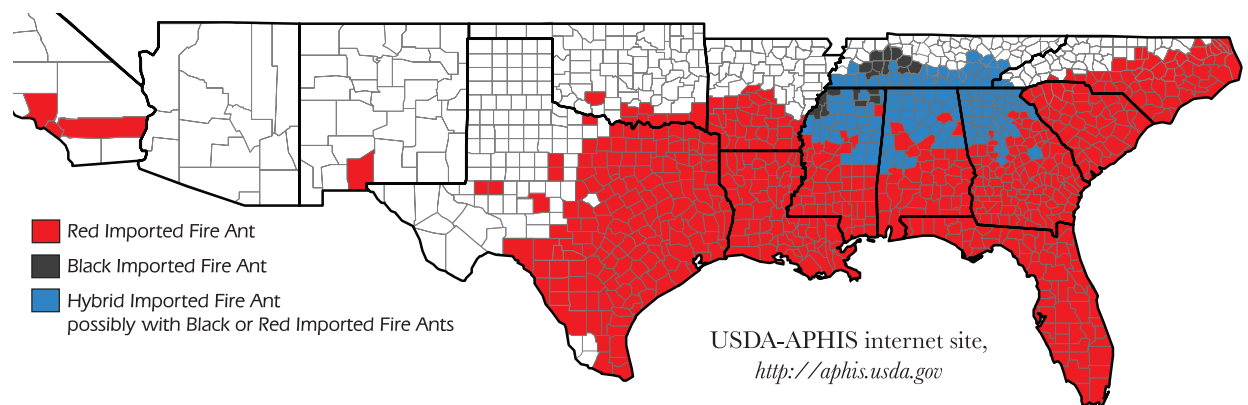 Red Imported Fire Ant
Black Imported Fire Ant
Hybrid Imported Fire Ant
possibly with Black or Red Imported Fire Ants
USDA-APHIS internet site,
http://aphis.usda.gov